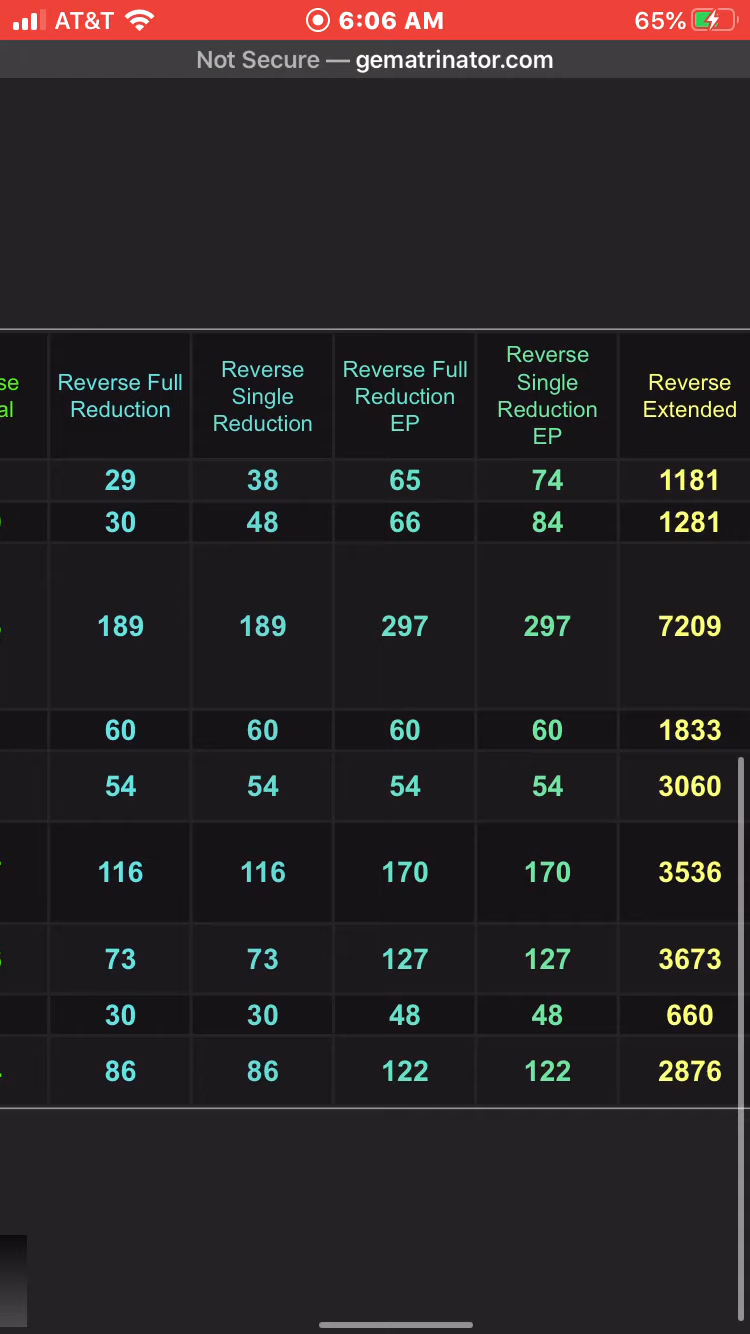 AT&T 6:06 AM 65%
Not Secure — gematrinator.com
Reverse Full Reduction Reverse Single Reduction Reverse Full Reduction EP Reverse Single Reduction EP Reverse Extended
29 38 65 74 1181
30 48 66 84 1281
189 189 297 297 7209
60 60 60 60 1833
54 54 54 54 3060
116 116 170 170 3536
73 73 127 127 3673
30 30 48 48 660
86 86 122 122 2876